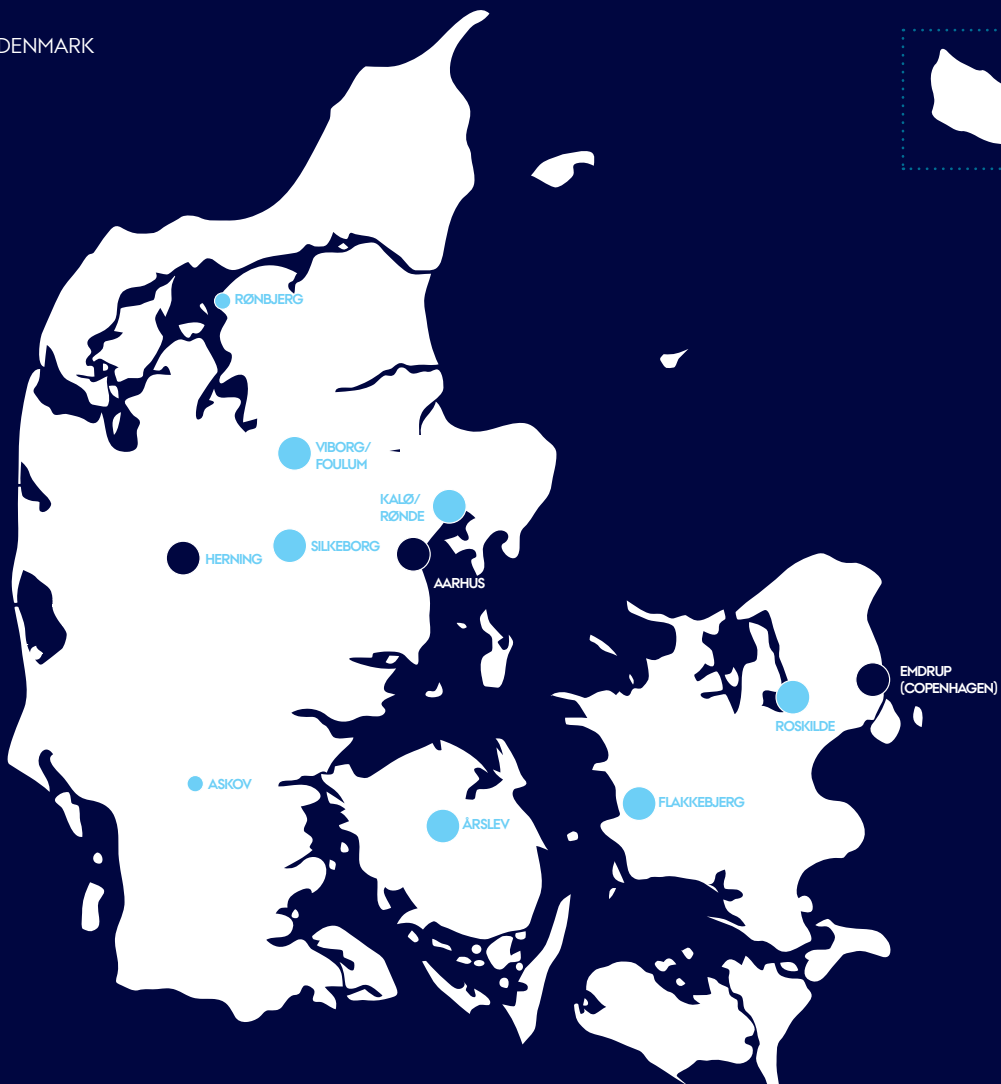 DENMARK
RØNBJERG
VIBORG/
FOULUM
KALØ/
RØNDE
SILKEBORG
HERNING
AARHUS
EMDRUP
(COPENHAGEN)
ROSKILDE
ASKOV
FLAKKEBJERG
ÅRSLEV